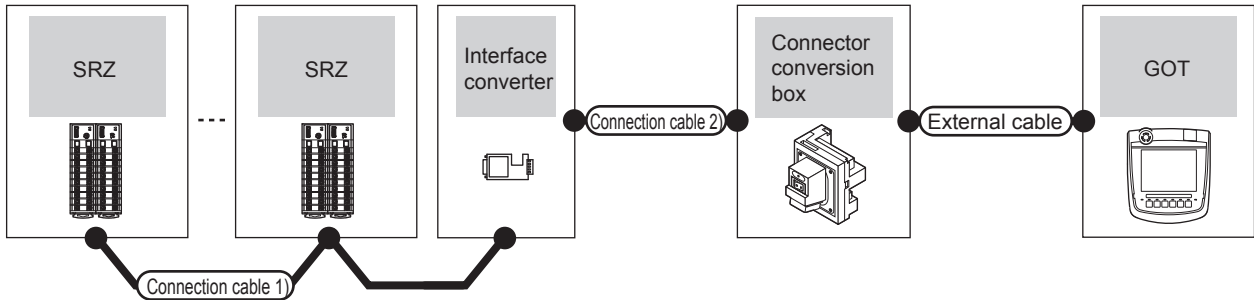 SRZ
....
SRZ
Interface
converter
Connector
conversion
box
GOT
Connection cable 2)
External cable
Connection cable 1)